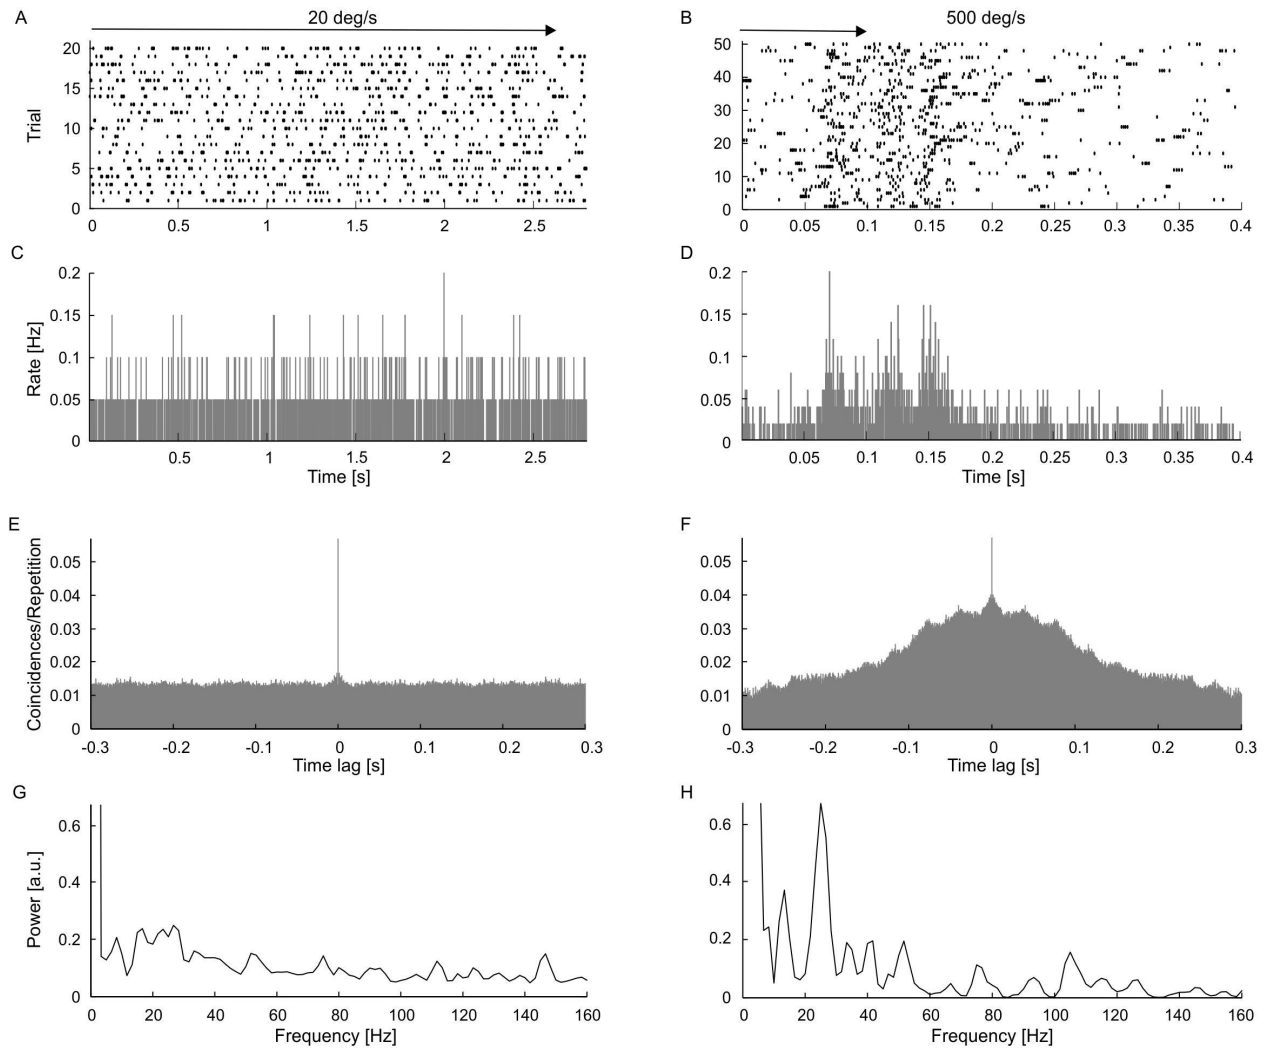 A
20 deg/s
B
500 deg/s
Trial
20
15
10
5
0
0 0.5 1 1.5 2 2.5
50
40
30
20
10
0
0 0.05 0.1 0.15 0.2 0.25 0.3 0.35 0.4
C
Rate [Hz]
0.2
0.15
0.1
0.05
0
0.5 1 1.5 2 2.5
Time [s]
D
0.2
0.15
0.1
0.05
0
0.05 0.1 0.15 0.2 0.25 0.3 0.35 0.4
Time [s]
E
Coincidences/Repetition
0.05
0.04
0.03
0.02
0.01
0
-0.3 -0.2 -0.1 0 0.1 0.2 0.3
Time lag [s]
F
0.05
0.04
0.03
0.02
0.01
0
-0.3 -0.2 -0.1 0 0.1 0.2 0.3
Time lag [s]
G
Power [a.u.]
0.6
0.4
0.2
0
0 20 40 60 80 100 120 140 160
Frequency [Hz]
H
0.6
0.4
0.2
0
0 20 40 60 80 100 120 140 160
Frequency [Hz]